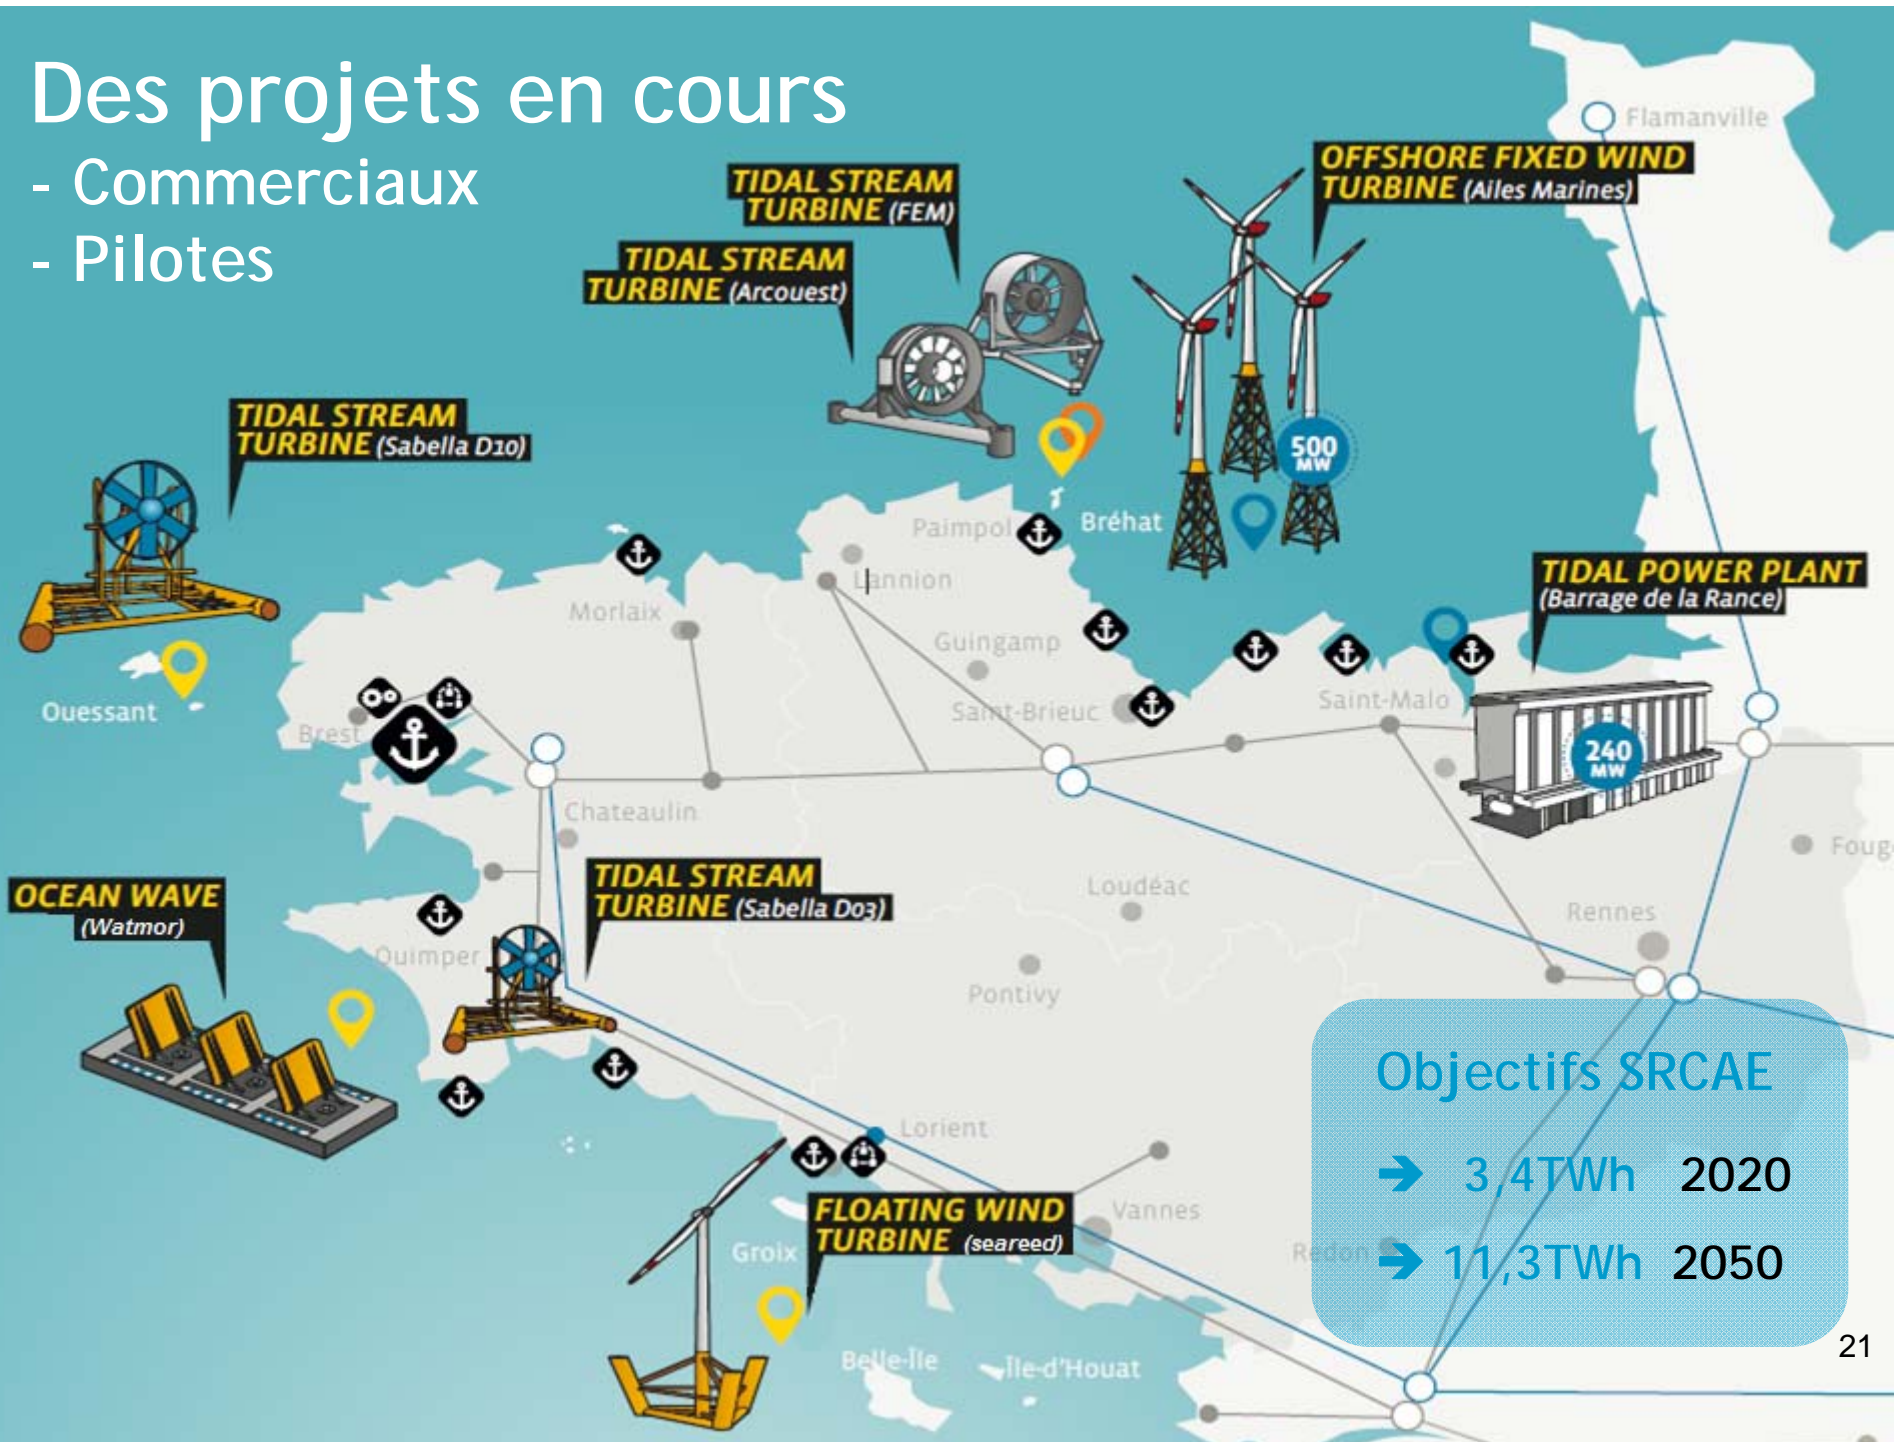 Des projets en cours
- Commerciaux
- Pilotes
Flamanville
OFFSHORE FIXED WIND
TURBINE (Ailes Marines)
TIDAL STREAM
TURBINE (FEM)
TIDAL STREAM
TURBINE (Arcouest)
TIDAL STREAM
TURBINE (Sabella D10)
500
MW
Paimpol
Bréhat
Lannion
TIDAL POWER PLANT
(Barrage de la Rance)
Morlaix
Guingamp
Saint-Malo
Ouessant
Saint-Brieuc
Brest
240
MW
Chateaulin
Foug
OCEAN WAVE
(Watmor)
TIDAL STREAM
TURBINE (Sabella D03)
Loudéac
Rennes
Quimper
Pontivy
Objectifs SRCAE
➔ 3,4TWh 2020
➔ 11,3TWh 2050
Lorient
FLOATING WIND
TURBINE (seareed)
Vannes
Groix
Redon
Belle-Île
Île-d'Houat
21